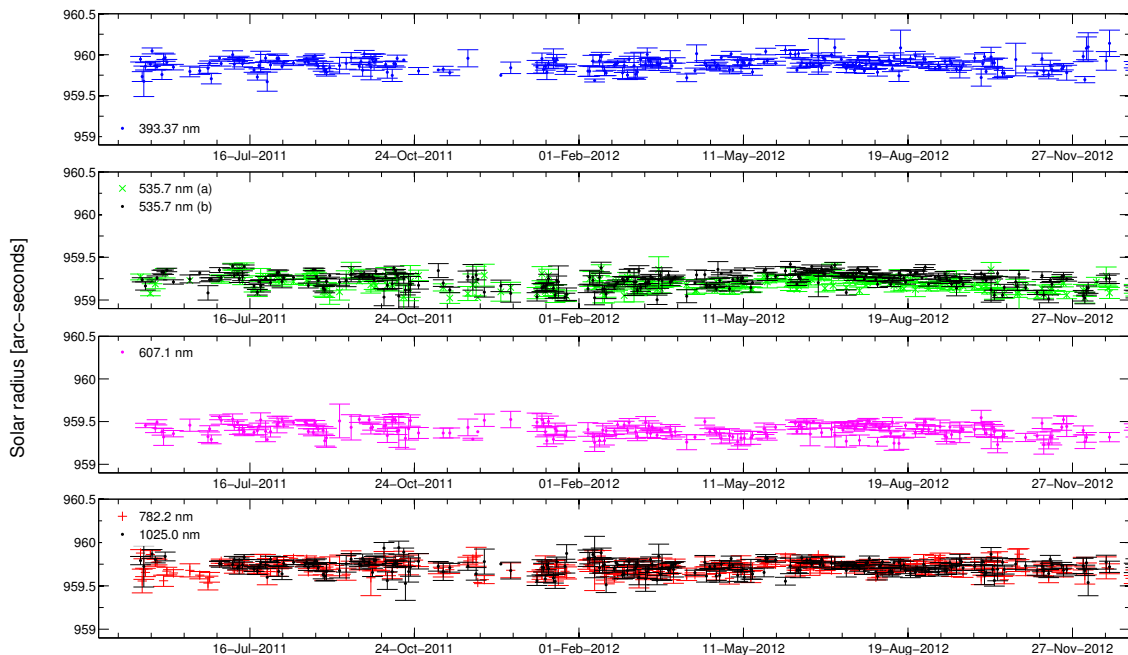 Solar radius [arc−seconds]
960.5
960
959.5
959
393.37 nm
16−Jul−2011 24−Oct−2011 01−Feb−2012 11−May−2012 19−Aug−2012 27−Nov−2012
960.5
960
959.5
959
535.7 nm (a)
535.7 nm (b)
16−Jul−2011 24−Oct−2011 01−Feb−2012 11−May−2012 19−Aug−2012 27−Nov−2012
960.5
960
959.5
959
607.1 nm
16−Jul−2011 24−Oct−2011 01−Feb−2012 11−May−2012 19−Aug−2012 27−Nov−2012
960.5
960
959.5
959
782.2 nm
1025.0 nm
16−Jul−2011 24−Oct−2011 01−Feb−2012 11−May−2012 19−Aug−2012 27−Nov−2012